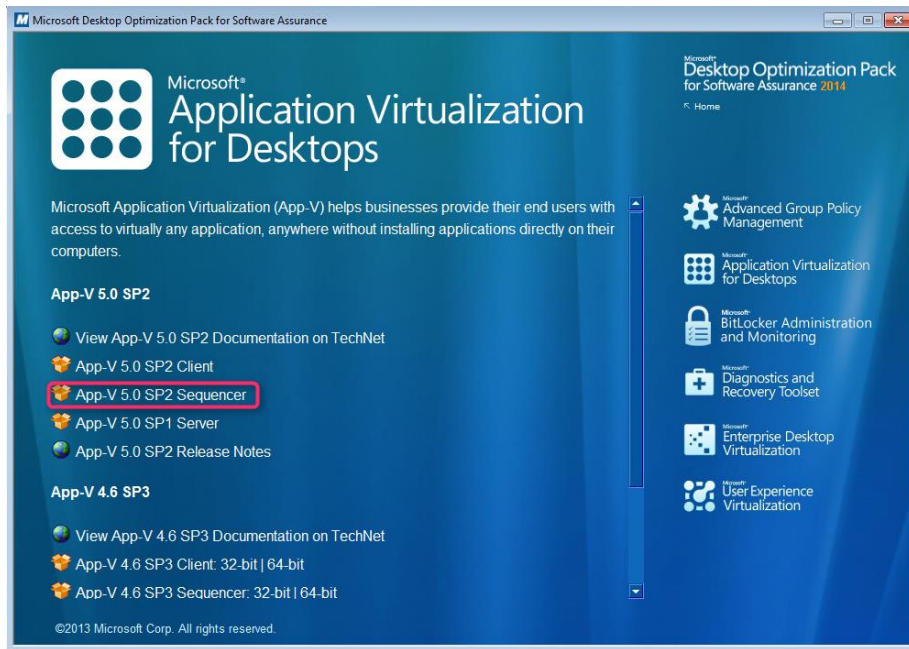 Microsoft Desktop Optimization Pack for Software Assurance
Microsoft®
Application Virtualization
for Desktops
Microsoft Application Virtualization (App-V) helps businesses provide their end users with
access to virtually any application, anywhere without installing applications directly on their
computers.
App-V 5.0 SP2
View App-V 5.0 SP2 Documentation on TechNet
App-V 5.0 SP2 Client
App-V 5.0 SP2 Sequencer
App-V 5.0 SP1 Server
App-V 5.0 SP2 Release Notes
App-V 4.6 SP3
View App-V 4.6 SP3 Documentation on TechNet
App-V 4.6 SP3 Client: 32-bit | 64-bit
App-V 4.6 SP3 Sequencer: 32-bit | 64-bit
©2013 Microsoft Corp. All rights reserved.
Microsoft®
Desktop Optimization Pack
for Software Assurance 2014
Home
Microsoft®
Advanced Group Policy
Management
Microsoft®
Application Virtualization
for Desktops
Microsoft®
BitLocker Administration
and Monitoring
Microsoft®
Diagnostics and
Recovery Toolset
Microsoft®
Enterprise Desktop
Virtualization
Microsoft®
User Experience
Virtualization